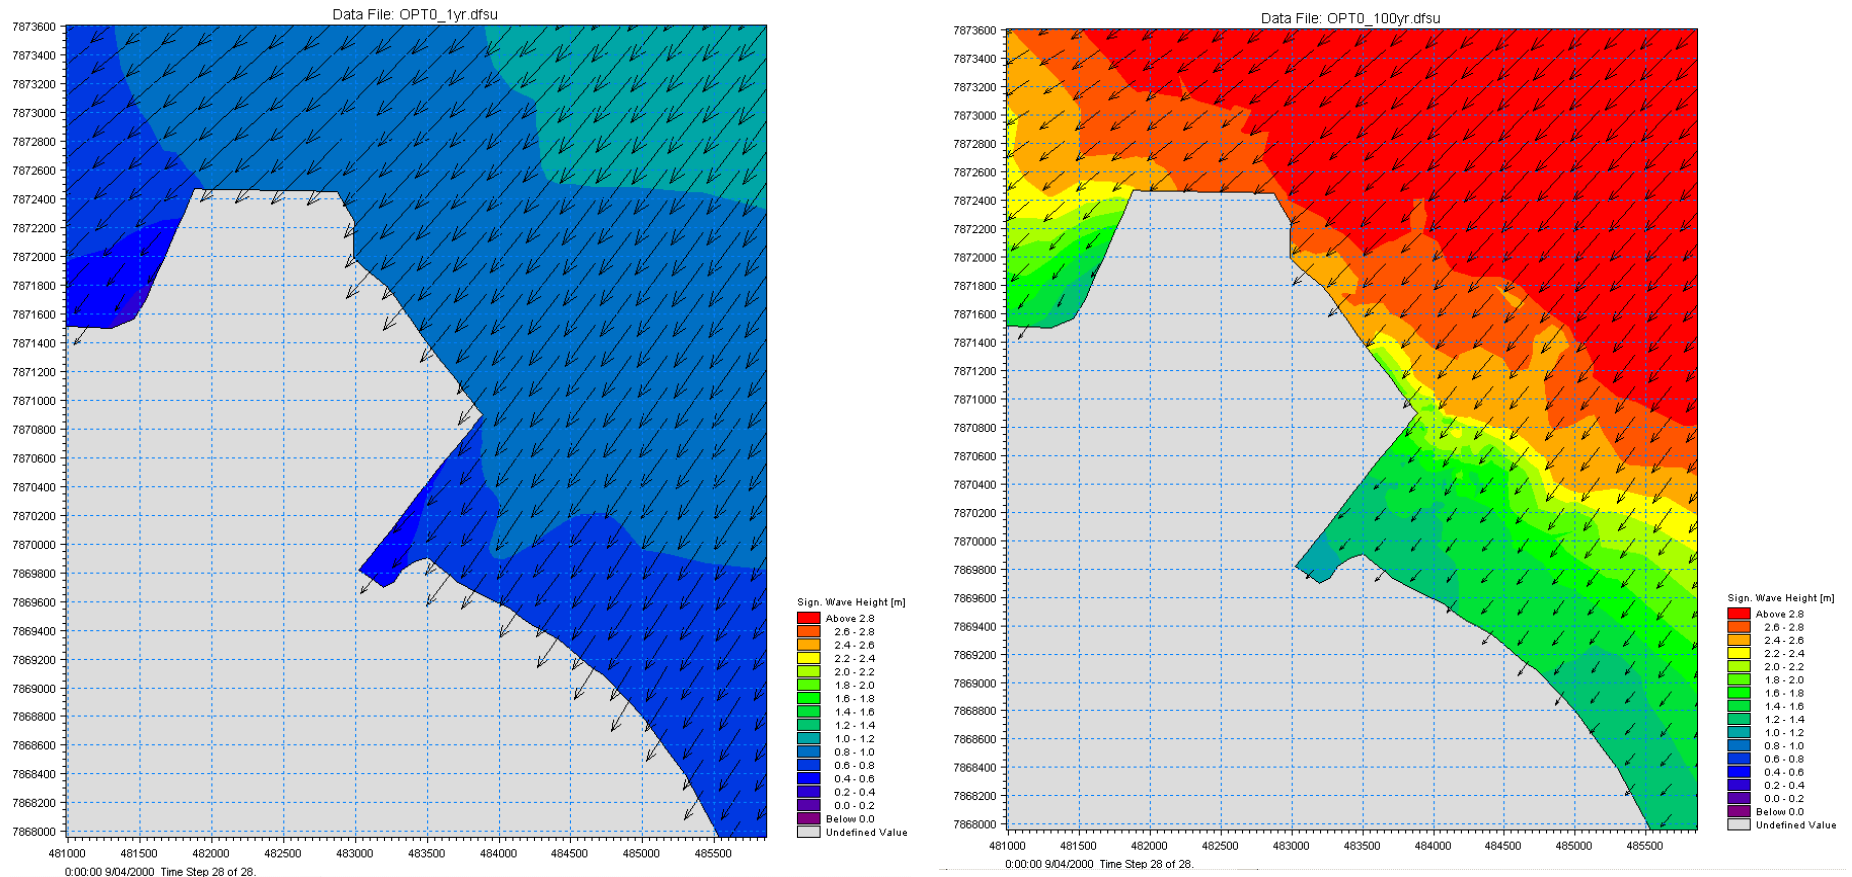 Data File: OPT0_1yr.dfsu
7873600
7873400
7873200
7873000
7872800
7872600
7872400
7872200
7872000
7871800
7871600
7871400
7871200
7871000
7870800
7870600
7870400
7870200
7870000
7869800
7869600
7869400
7869200
7869000
7868800
7868600
7868400
7868200
7868000
481000 481500 482000 482500 483000 483500 484000 484500 485000 485500
0:00:00 9/04/2000 Time Step 28 of 28.
Sign. Wave Height [m]
Above 2.8
2.6 - 2.8
2.4 - 2.6
2.2 - 2.4
2.0 - 2.2
1.8 - 2.0
1.6 - 1.8
1.4 - 1.6
1.2 - 1.4
1.0 - 1.2
0.8 - 1.0
0.6 - 0.8
0.4 - 0.6
0.2 - 0.4
0.0 - 0.2
Below 0.0
Undefined Value
Data File: OPT0_100yr.dfsu
7873600
7873400
7873200
7873000
7872800
7872600
7872400
7872200
7872000
7871800
7871600
7871400
7871200
7871000
7870800
7870600
7870400
7870200
7870000
7869800
7869600
7869400
7869200
7869000
7868800
7868600
7868400
7868200
7868000
481000 481500 482000 482500 483000 483500 484000 484500 485000 485500
0:00:00 9/04/2000 Time Step 28 of 28.
Sign. Wave Height [m]
Above 2.8
2.6 - 2.8
2.4 - 2.6
2.2 - 2.4
2.0 - 2.2
1.8 - 2.0
1.6 - 1.8
1.4 - 1.6
1.2 - 1.4
1.0 - 1.2
0.8 - 1.0
0.6 - 0.8
0.4 - 0.6
0.2 - 0.4
0.0 - 0.2
Below 0.0
Undefined Value